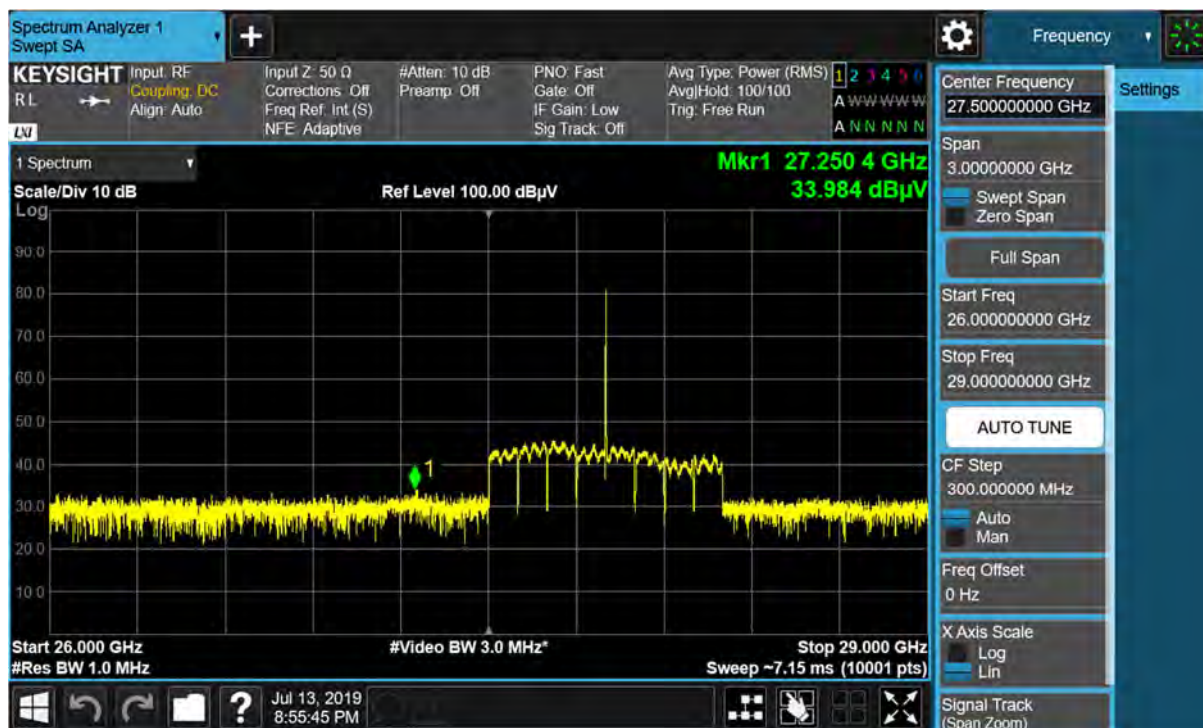 Spectrum Analyzer 1
Swept SA
Frequency
KEYSIGHT
RL
LXI
Input: RF
Coupling: DC
Align: Auto
Input Z: 50 Ω
Corrections: Off
Freq Ref: Int (S)
NFE: Adaptive
#Atten: 10 dB
Preamp: Off
PNO: Fast
Gate: Off
IF Gain: Low
Sig Track: Off
Avg Type: Power (RMS)
Avg|Hold: 100/100
Trig: Free Run
1 2 3 4 5 6
A W W W W W
A N N N N N
1 Spectrum
Mkr1 27.250 4 GHz
33.984 dBµV
Scale/Div 10 dB
Ref Level 100.00 dBµV
Log
90.0
80.0
70.0
60.0
50.0
40.0
30.0
20.0
10.0
1
Start 26.000 GHz
#Video BW 3.0 MHz*
Stop 29.000 GHz
#Res BW 1.0 MHz
Sweep ~7.15 ms (10001 pts)
?
Jul 13, 2019
8:55:45 PM
Center Frequency
27.500000000 GHz
Settings
Span
3.00000000 GHz
Swept Span
Zero Span
Full Span
Start Freq
26.000000000 GHz
Stop Freq
29.000000000 GHz
AUTO TUNE
CF Step
300.000000 MHz
Auto
Man
Freq Offset
0 Hz
X Axis Scale
Log
Lin
Signal Track
(Span Zoom)